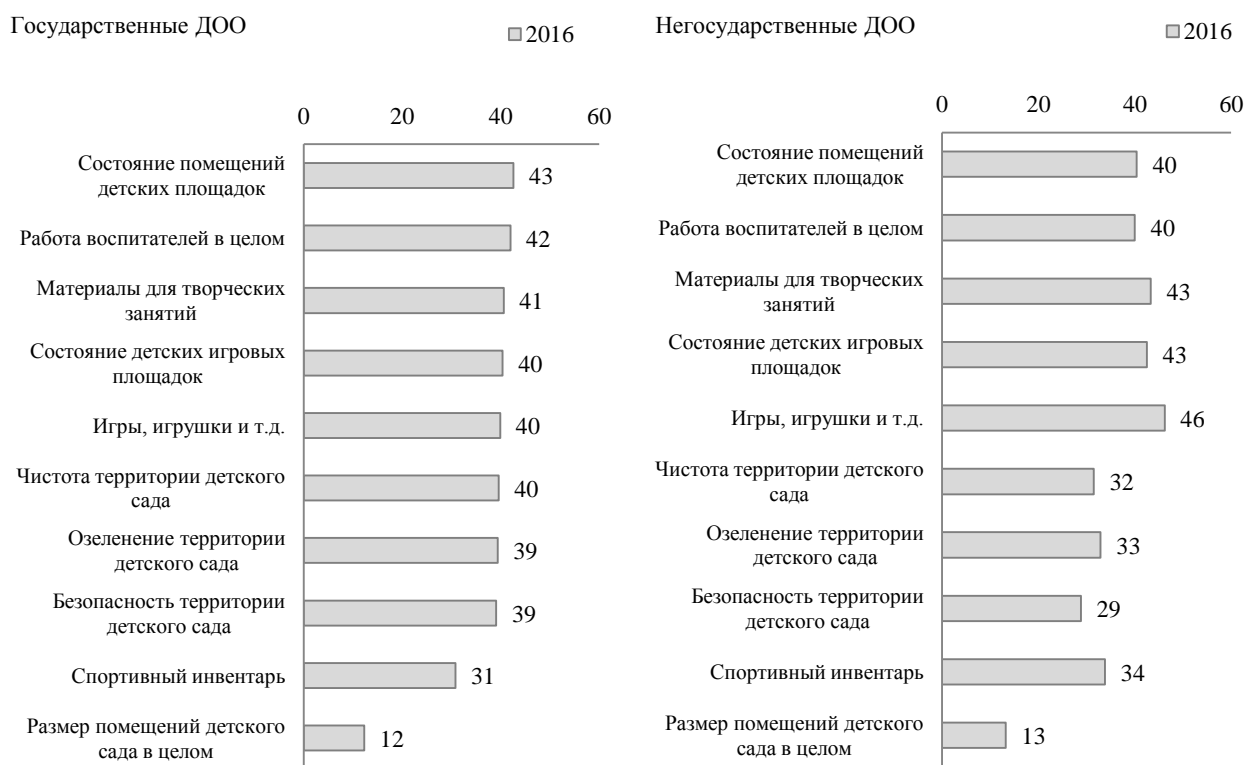 Государственные ДОО
2016
0 20 40 60
Состояние помещений
детских площадок
43
Работа воспитателей в целом
42
Материалы для творческих
занятий
41
Состояние детских игровых
площадок
40
Игры, игрушки и т.д.
40
Чистота территории детского
сада
40
Озеленение территории
детского сада
39
Безопасность территории
детского сада
39
Спортивный инвентарь
31
Размер помещений детского
сада в целом
12
Негосударственные ДОО
2016
0 20 40 60
Состояние помещений
детских площадок
40
Работа воспитателей в целом
40
Материалы для творческих
занятий
43
Состояние детских игровых
площадок
43
Игры, игрушки и т.д.
46
Чистота территории детского
сада
32
Озеленение территории
детского сада
33
Безопасность территории
детского сада
29
Спортивный инвентарь
34
Размер помещений детского
сада в целом
13